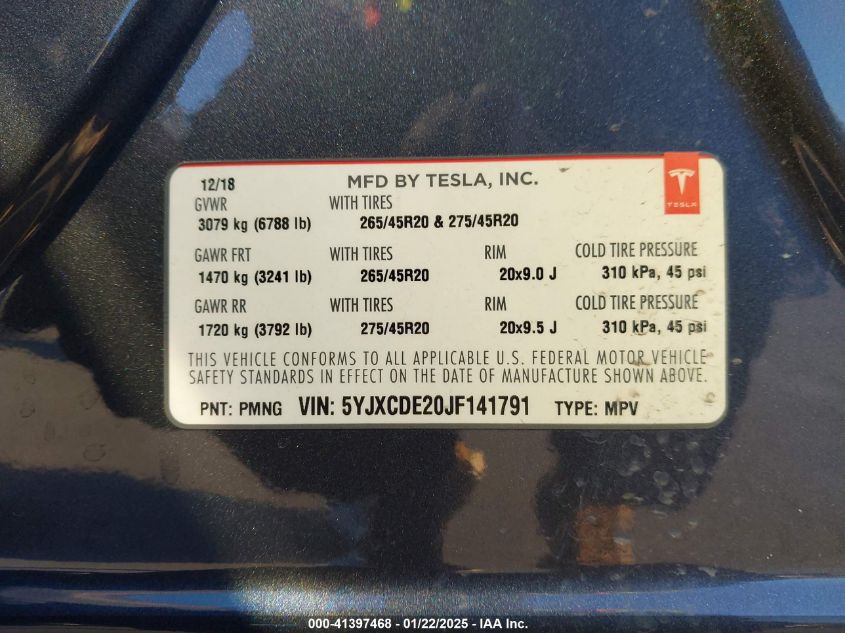 12/18 MFD BY TESLA, INC.
TESLA
GVWR WITH TIRES
3079 kg (6788 lb) 265/45R20 & 275/45R20
GAWR FRT WITH TIRES RIM COLD TIRE PRESSURE
1470 kg (3241 lb) 265/45R20 20x9.0 J 310 kPa, 45 psi
GAWR RR WITH TIRES RIM COLD TIRE PRESSURE
1720 kg (3792 lb) 275/45R20 20x9.5 J 310 kPa, 45 psi
THIS VEHICLE CONFORMS TO ALL APPLICABLE U.S. FEDERAL MOTOR VEHICLE
SAFETY STANDARDS IN EFFECT ON THE DATE OF MANUFACTURE SHOWN ABOVE.
PNT: PMNG VIN: 5YJXCDE20JF141791 TYPE: MPV
000-41397468 - 01/22/2025 - IAA Inc.